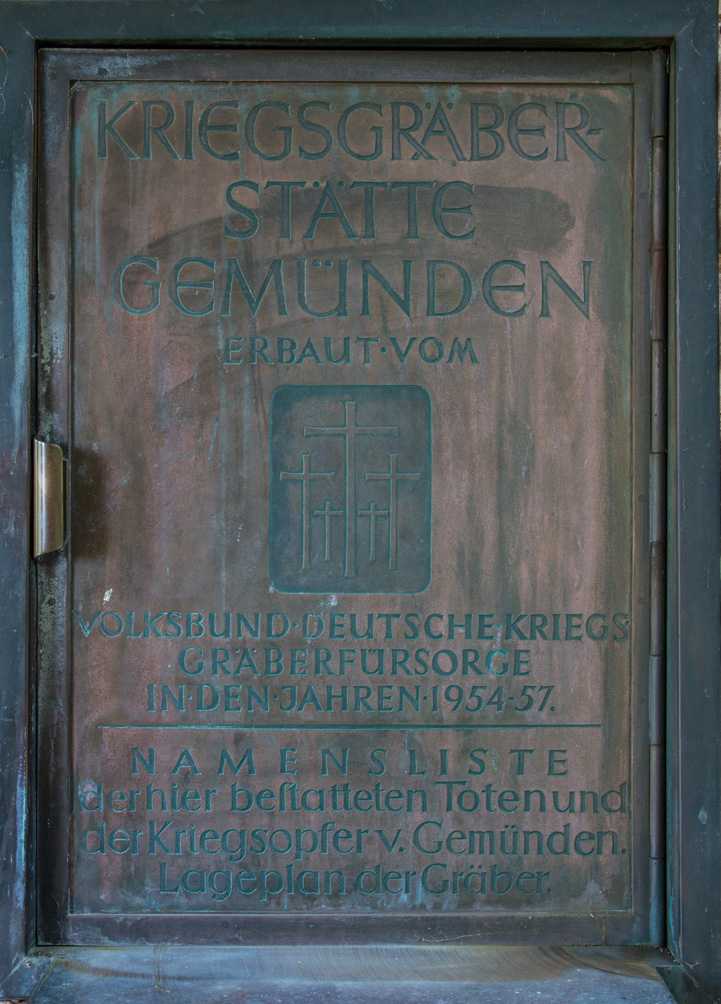 KRIEGSGRÄBER-
STÄTTE
GEMÜNDEN
ERBAUT·VOM
VOLKSBUND·DEUTSCHE·KRIEGS
GRÄBERFÜRSORGE
IN·DEN·JAHREN·1954-57.
NAMENSLISTE
der hier beſtatteten Toten und
der Kriegsopfer v. Gemünden.
Lageplan der Gräber.